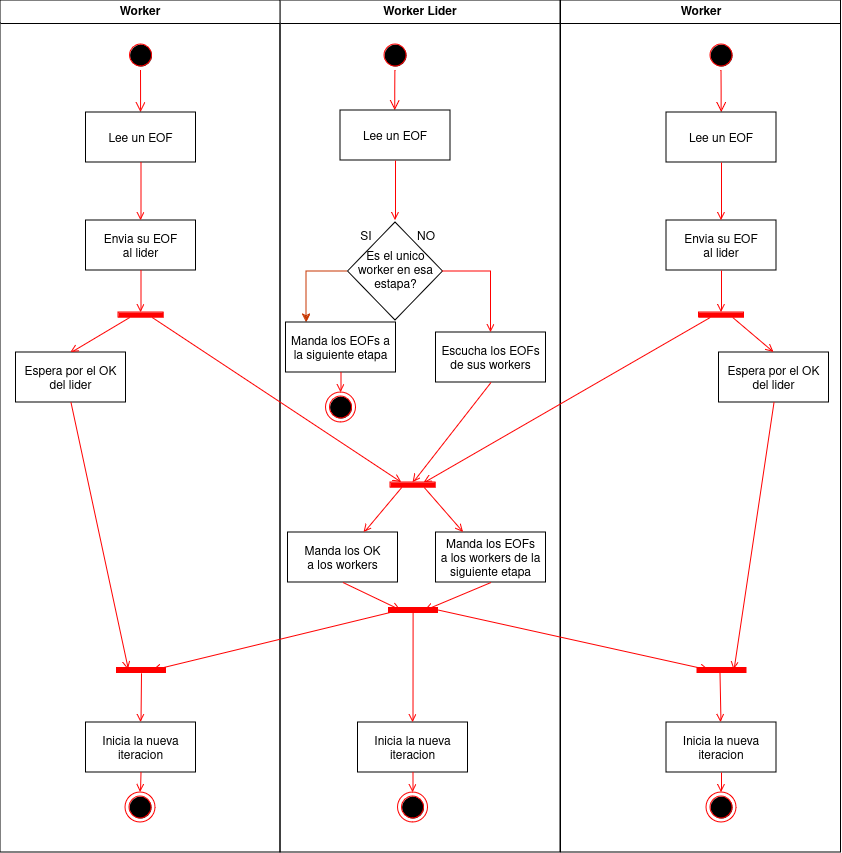 Worker
Worker Lider
Worker
Lee un EOF
Lee un EOF
Lee un EOF
Envia su EOF
al lider
SI
NO
Es el unico
worker en esa
estapa?
Envia su EOF
al lider
Manda los EOFs a
la siguiente etapa
Escucha los EOFs
de sus workers
Espera por el OK
del lider
Espera por el OK
del lider
Manda los OK
a los workers
Manda los EOFs
a los workers de la
siguiente etapa
Inicia la nueva
iteracion
Inicia la nueva
iteracion
Inicia la nueva
iteracion